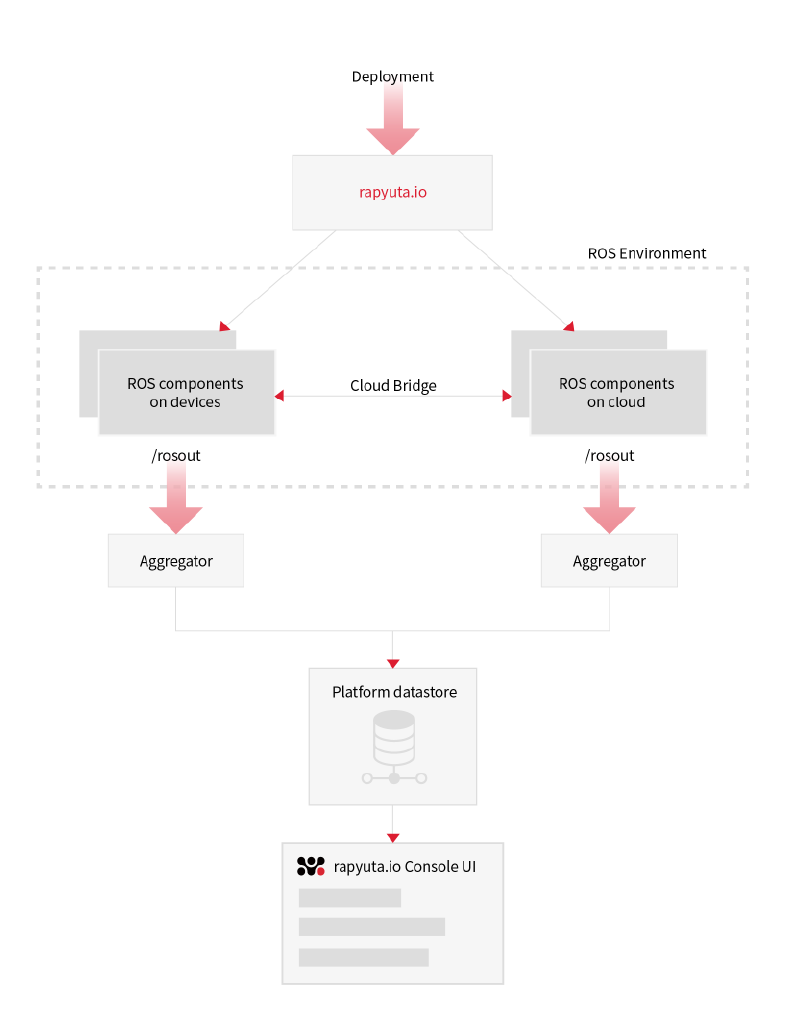 Deployment
rapyuta.io
ROS Environment
ROS components
on devices
Cloud Bridge
ROS components
on cloud
/rosout
/rosout
Aggregator
Aggregator
Platform datastore
rapyuta.io Console UI